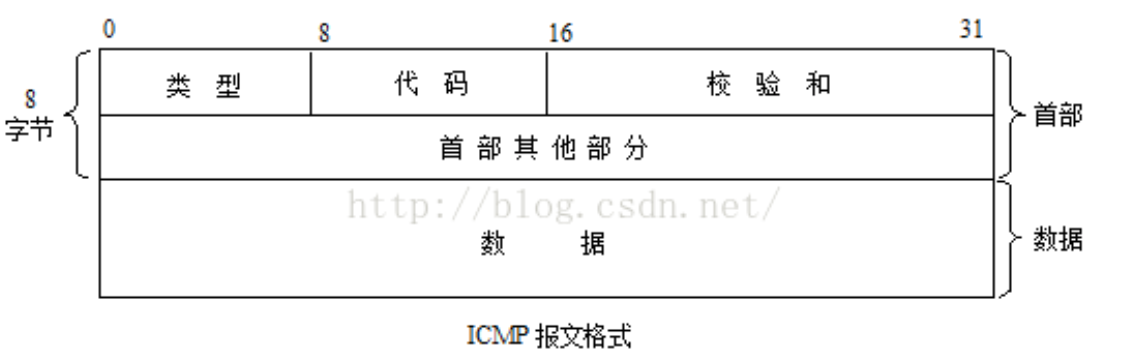 0 8 16 31
类 型 代 码 校 验 和
8
字节
首部
首 部 其 他 部 分
http://blog.csdn.net/
数 据
数据
ICMP 报文格式